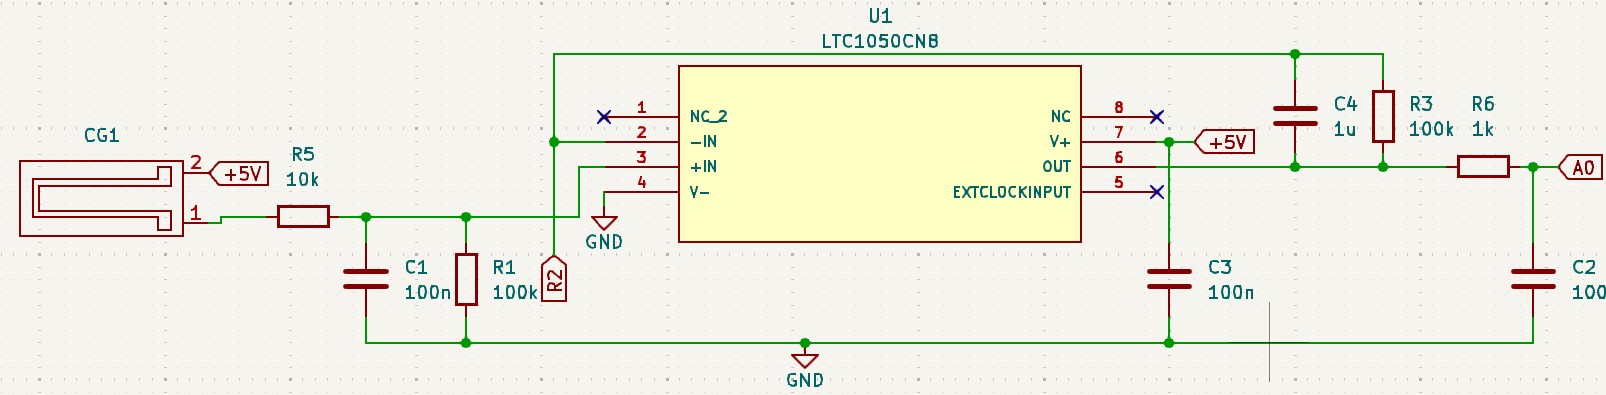 U1
LTC1050CN8
CG1
2
+5V
1
R5
10k
C1
100n
R1
100k
R2
1
NC_2
2
-IN
3
+IN
4
V-
GND
8
NC
7
V+
6
OUT
5
EXTCLOCKINPUT
+5V
C4
1u
R3
100k
R6
1k
A0
C3
100n
C2
100
GND